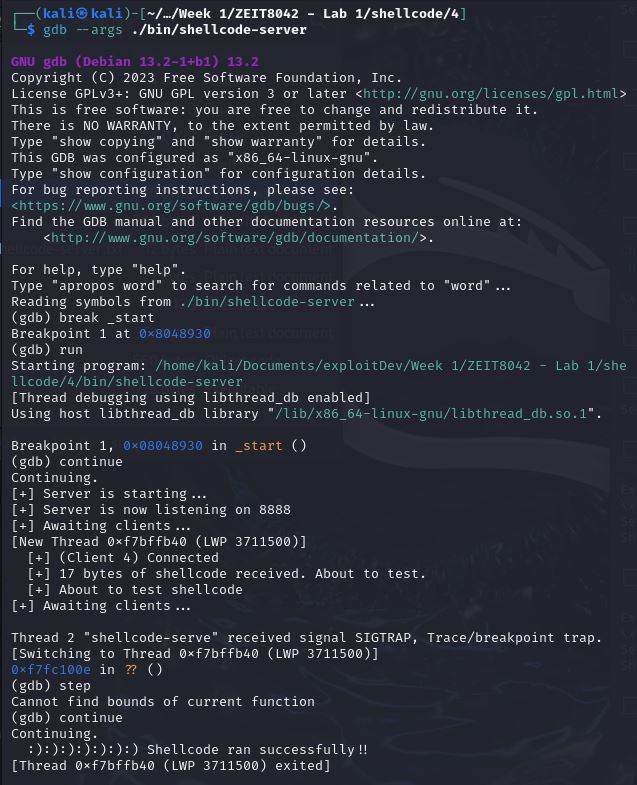 ┌──(kali㉿kali)-[~/…/Week 1/ZEIT8042 - Lab 1/shellcode/4]
└─$ gdb --args ./bin/shellcode-server
GNU gdb (Debian 13.2-1+b1) 13.2
Copyright (C) 2023 Free Software Foundation, Inc.
License GPLv3+: GNU GPL version 3 or later <http://gnu.org/licenses/gpl.html>
This is free software: you are free to change and redistribute it.
There is NO WARRANTY, to the extent permitted by law.
Type "show copying" and "show warranty" for details.
This GDB was configured as "x86_64-linux-gnu".
Type "show configuration" for configuration details.
For bug reporting instructions, please see:
<https://www.gnu.org/software/gdb/bugs/>.
Find the GDB manual and other documentation resources online at:
    <http://www.gnu.org/software/gdb/documentation/>.

For help, type "help".
Type "apropos word" to search for commands related to "word"...
Reading symbols from ./bin/shellcode-server...
(gdb) break _start
Breakpoint 1 at 0x8048930
(gdb) run
Starting program: /home/kali/Documents/exploitDev/Week 1/ZEIT8042 - Lab 1/she
llcode/4/bin/shellcode-server
[Thread debugging using libthread_db enabled]
Using host libthread_db library "/lib/x86_64-linux-gnu/libthread_db.so.1".

Breakpoint 1, 0x08048930 in _start ()
(gdb) continue
Continuing.
[+] Server is starting...
[+] Server is now listening on 8888
[+] Awaiting clients...
[New Thread 0xf7bffb40 (LWP 3711500)]
  [+] (Client 4) Connected
  [+] 17 bytes of shellcode received. About to test.
  [+] About to test shellcode
[+] Awaiting clients...

Thread 2 "shellcode-serve" received signal SIGTRAP, Trace/breakpoint trap.
[Switching to Thread 0xf7bffb40 (LWP 3711500)]
0xf7fc100e in ?? ()
(gdb) step
Cannot find bounds of current function
(gdb) continue
Continuing.
  :):):):):):):) Shellcode ran successfully!!
[Thread 0xf7bffb40 (LWP 3711500) exited]